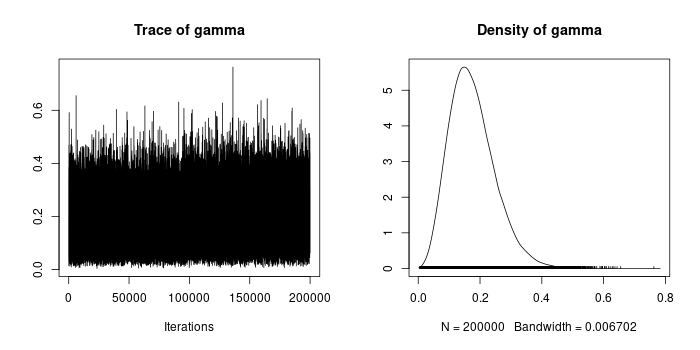 Trace of gamma
0.6
0.4
0.2
0.0
0 50000 100000 150000 200000
Iterations
Density of gamma
5
4
3
2
1
0
0.0 0.2 0.4 0.6 0.8
N = 200000 Bandwidth = 0.006702